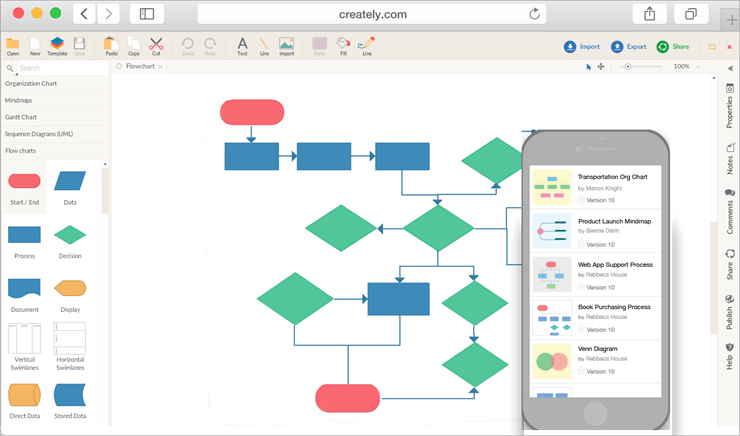 creately.com
Open New Template Save Paste Copy Cut Undo Redo Text Line Import Style Fill Line Import Export Share
Search
Flowchart
100%
Organization Chart
Mindmaps
Gantt Chart
Sequence Diagrams (UML)
Flow charts
Start / End Data
Process Decision
Document Display
Vertical Swimlanes
Horizontal Swimlanes
Direct Data Stored Data
Transportation Org Chart
by Marion Knight
Version 10
Product Launch Mindmap
by Bennie Darin
Version 10
Web App Support Process
by Rebbeca House
Version 10
Book Purchasing Process
by Rebbeca House
Version 10
Venn Diagram
by Rebbeca House
Version 10
Properties
Notes
Comments
Share
Publish
Help